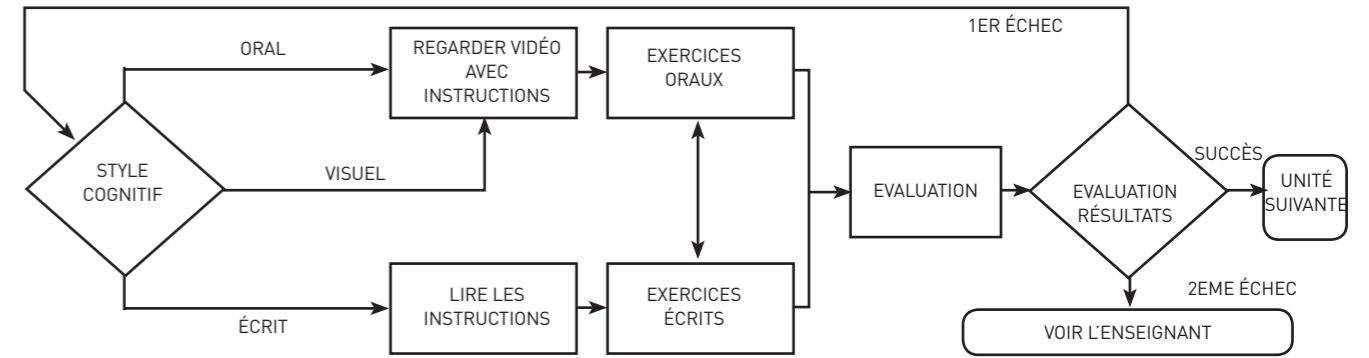 1ER ÉCHEC
ORAL
REGARDER VIDÉO
AVEC
INSTRUCTIONS
EXERCICES
ORAUX
STYLE
COGNITIF
VISUEL
EVALUATION
EVALUATION
RÉSULTATS
SUCCÈS
UNITÉ
SUIVANTE
ÉCRIT
LIRE LES
INSTRUCTIONS
EXERCICES
ÉCRITS
2EME ÉCHEC
VOIR L'ENSEIGNANT